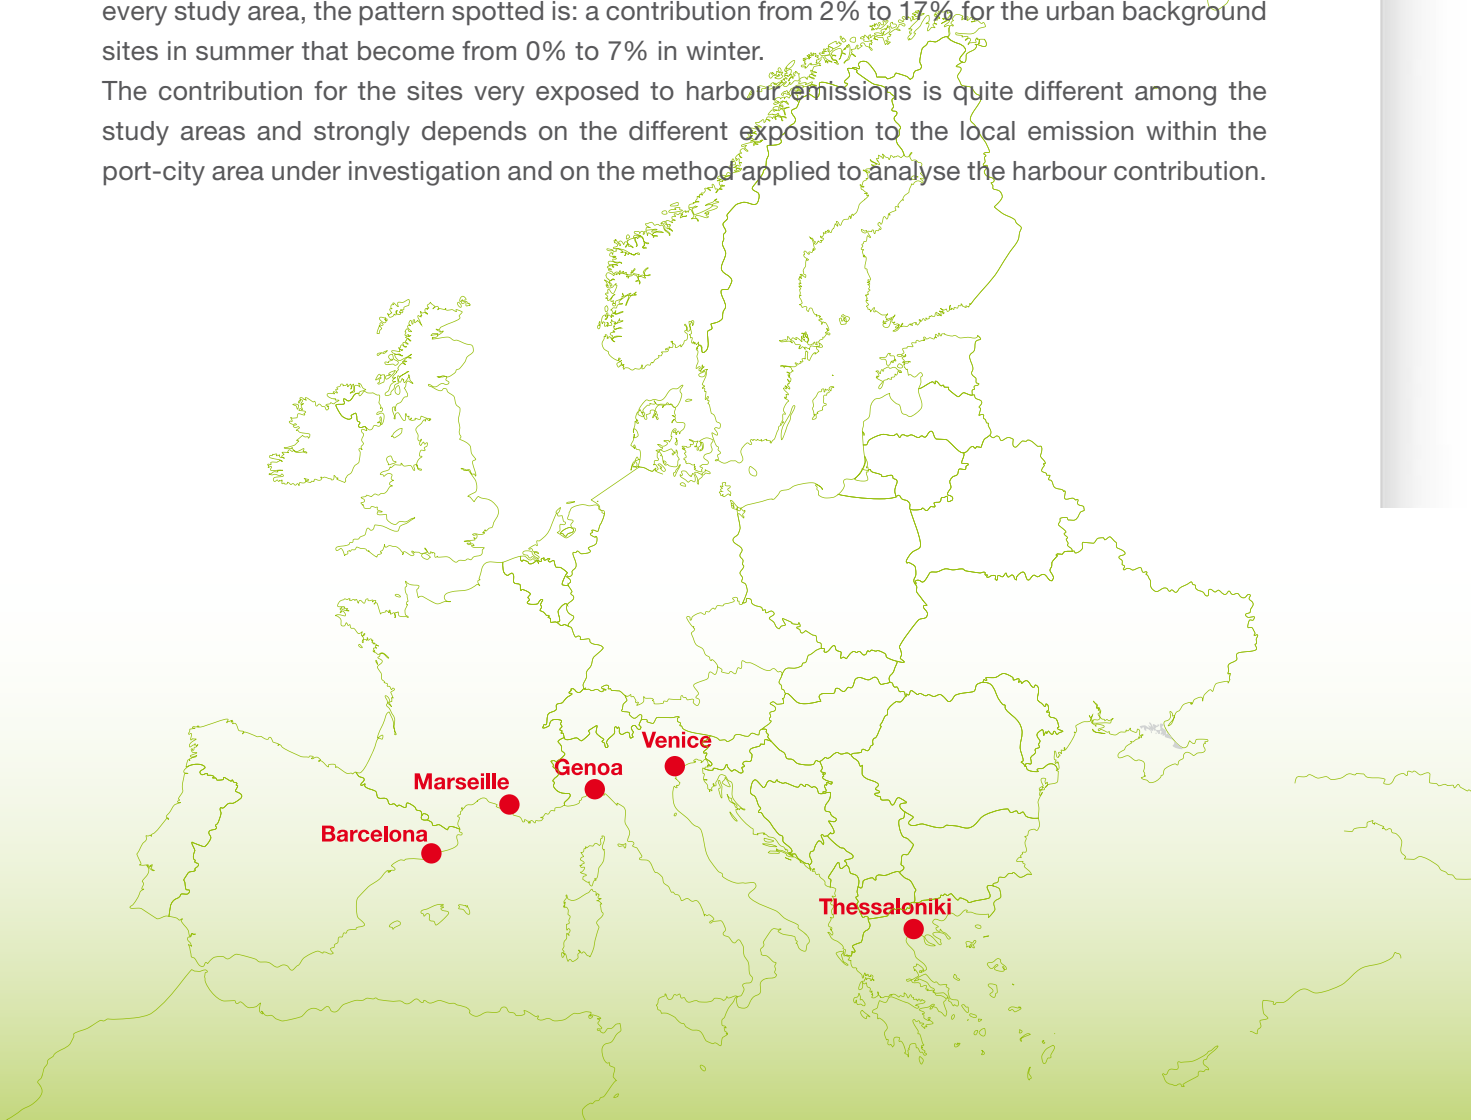 every study area, the pattern spotted is: a contribution from 2% to 17% for the urban background
sites in summer that become from 0% to 7% in winter.
The contribution for the sites very exposed to harbour emissions is quite different among the
study areas and strongly depends on the different exposition to the local emission within the
port-city area under investigation and on the method applied to analyse the harbour contribution.
Venice
Genoa
Marseille
Barcelona
Thessaloniki